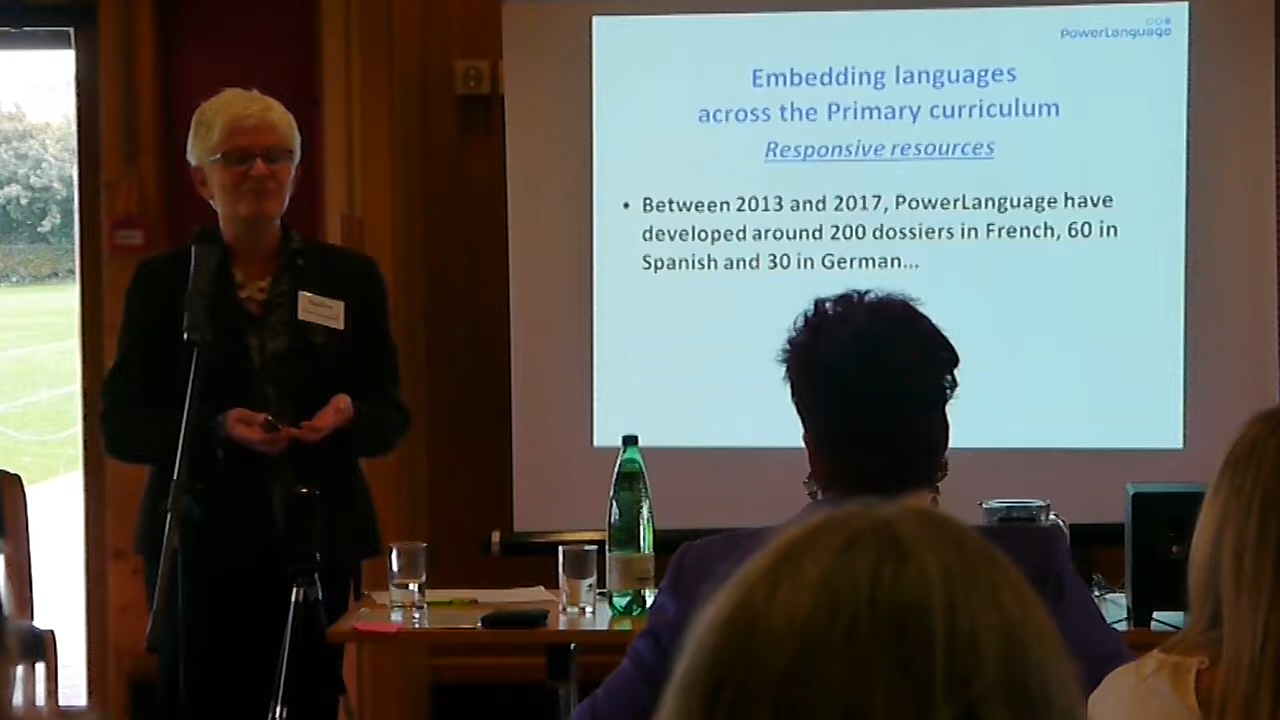 PowerLanguage
Embedding languages
across the Primary curriculum
Responsive resources
• Between 2013 and 2017, PowerLanguage have
developed around 200 dossiers in French, 60 in
Spanish and 30 in German...